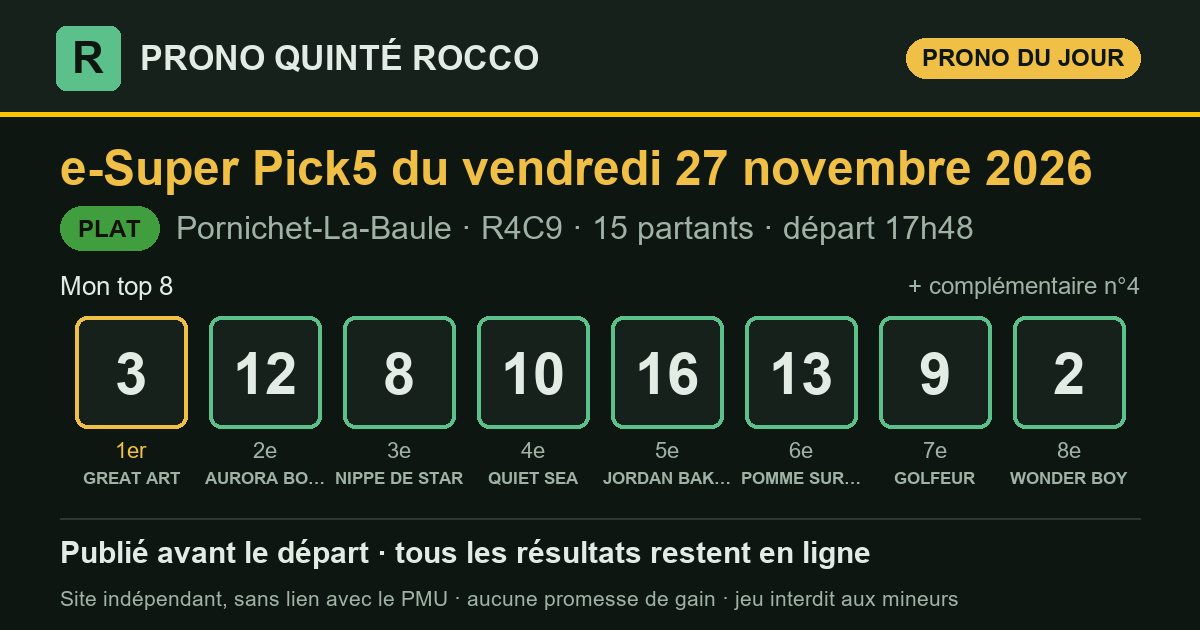 R PRONO QUINTÉ ROCCO PRONO DU JOUR
e-Super Pick5 du vendredi 27 novembre 2026
PLAT Pornichet-La-Baule · R4C9 · 15 partants · départ 17h48
Mon top 8 + complémentaire n°4
3 12 8 10 16 13 9 2
1er 2e 3e 4e 5e 6e 7e 8e
GREAT ART AURORA BO... NIPPE DE STAR QUIET SEA JORDAN BAK... POMME SUR... GOLFEUR WONDER BOY
Publié avant le départ · tous les résultats restent en ligne
Site indépendant, sans lien avec le PMU · aucune promesse de gain · jeu interdit aux mineurs